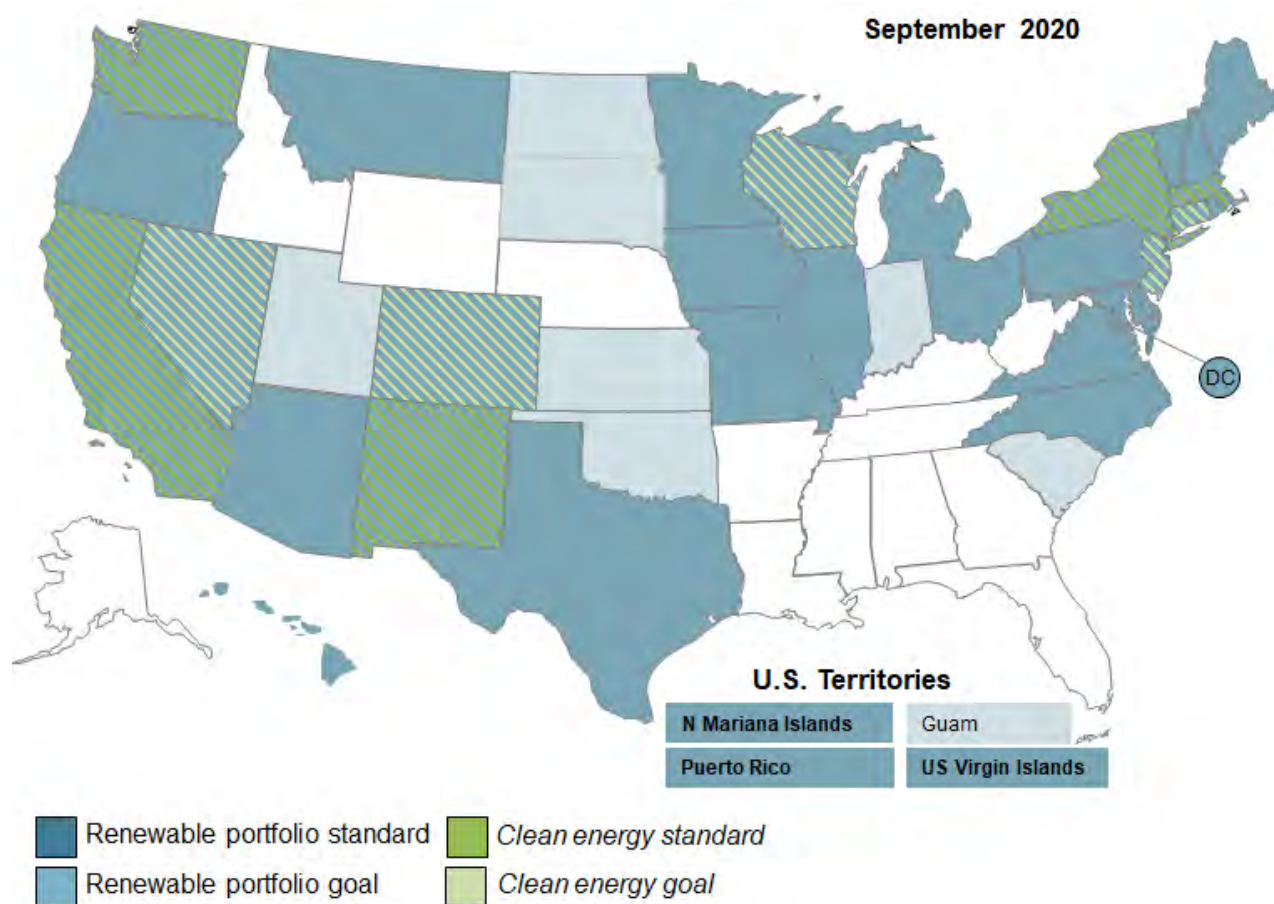 September 2020
DC
U.S. Territories
N Mariana Islands
Guam
Puerto Rico
US Virgin Islands
Renewable portfolio standard
Clean energy standard
Renewable portfolio goal
Clean energy goal